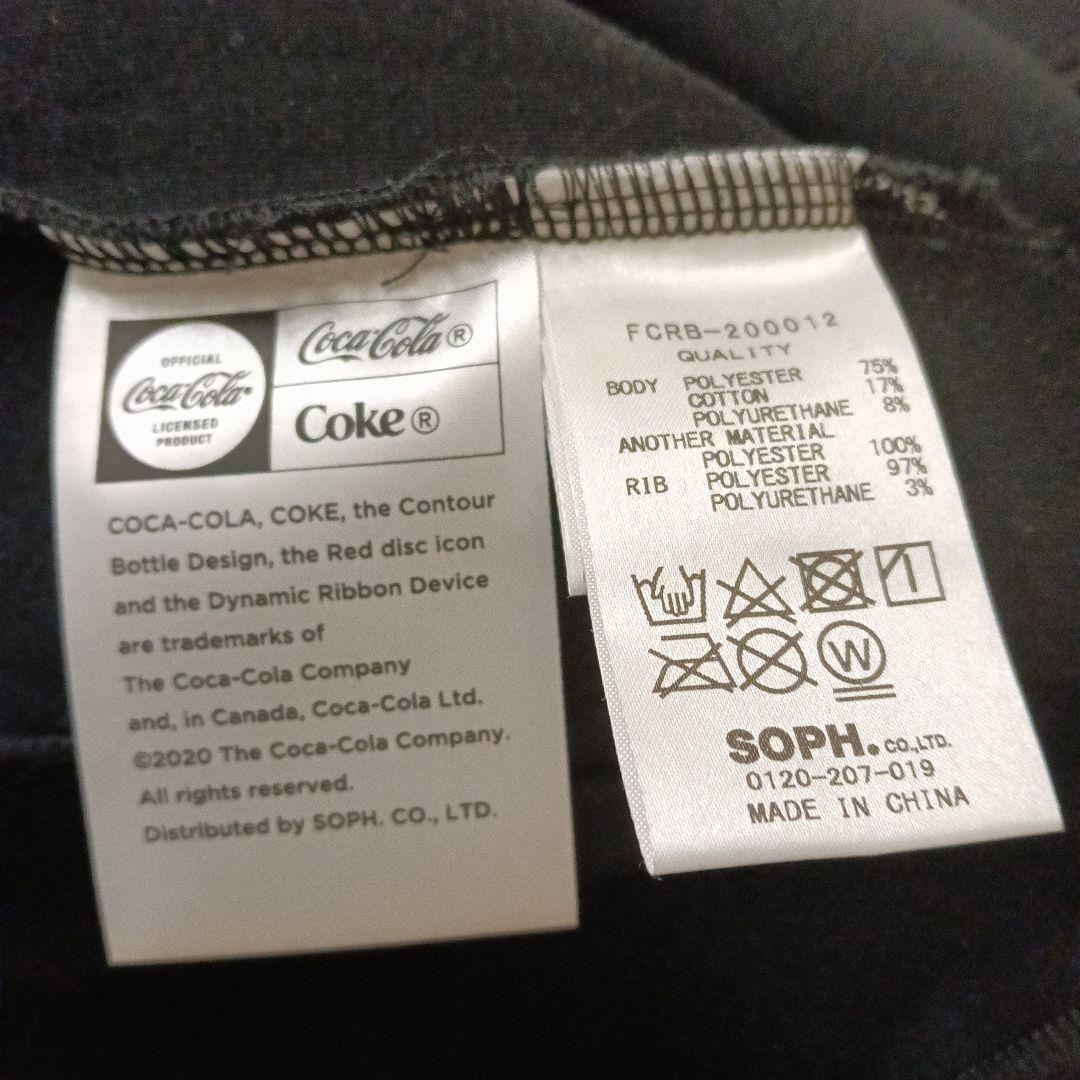 OFFICIAL
Coca-Cola®
LICENSED
PRODUCT
Coca-Cola®
Coke®
COCA-COLA, COKE, the Contour
Bottle Design, the Red disc icon
and the Dynamic Ribbon Device
are trademarks of
The Coca-Cola Company
and, in Canada, Coca-Cola Ltd.
©2020 The Coca-Cola Company.
All rights reserved.
Distributed by SOPH. CO., LTD.
FCRB-200012
QUALITY
BODY POLYESTER 75%
COTTON 17%
POLYURETHANE 8%
ANOTHER MATERIAL
POLYESTER 100%
RIB POLYESTER 97%
POLYURETHANE 3%
W
SOPH. CO.,LTD.
0120-207-019
MADE IN CHINA